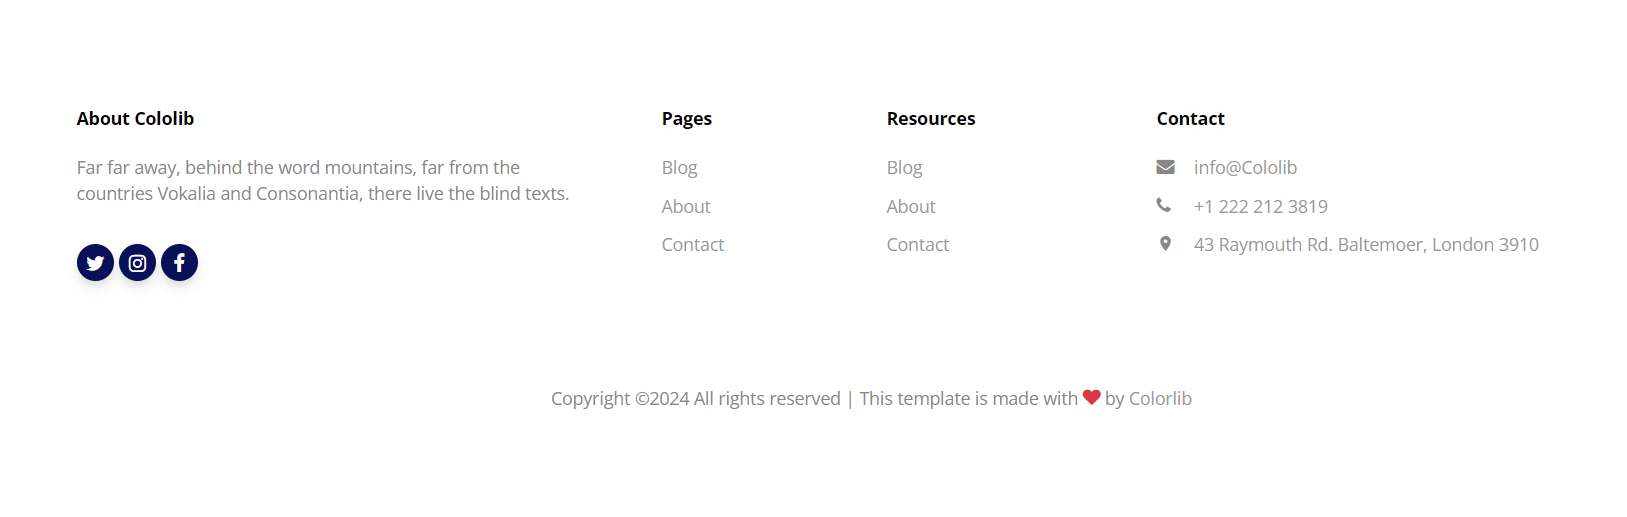 About Cololib
Far far away, behind the word mountains, far from the
countries Vokalia and Consonantia, there live the blind texts.
Pages
Blog
About
Contact
Resources
Blog
About
Contact
Contact
info@Cololib
+1 222 212 3819
43 Raymouth Rd. Baltemoer, London 3910
Copyright ©2024 All rights reserved | This template is made with ❤ by Colorlib